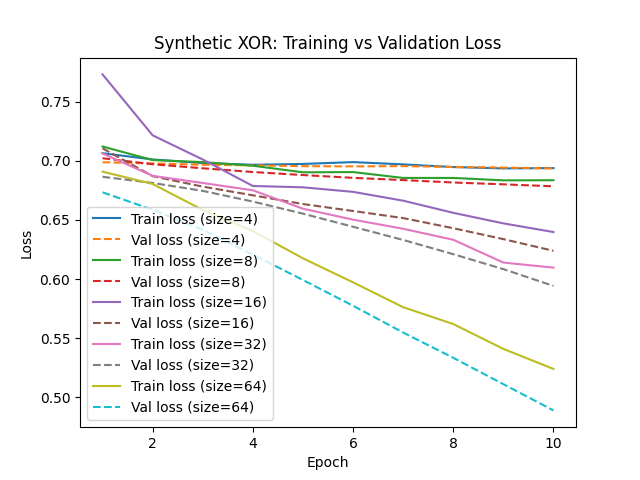 Synthetic XOR: Training vs Validation Loss
0.75
0.70
0.65
0.60
0.55
0.50
Loss
Train loss (size=4)
Val loss (size=4)
Train loss (size=8)
Val loss (size=8)
Train loss (size=16)
Val loss (size=16)
Train loss (size=32)
Val loss (size=32)
Train loss (size=64)
Val loss (size=64)
2 4 6 8 10
Epoch